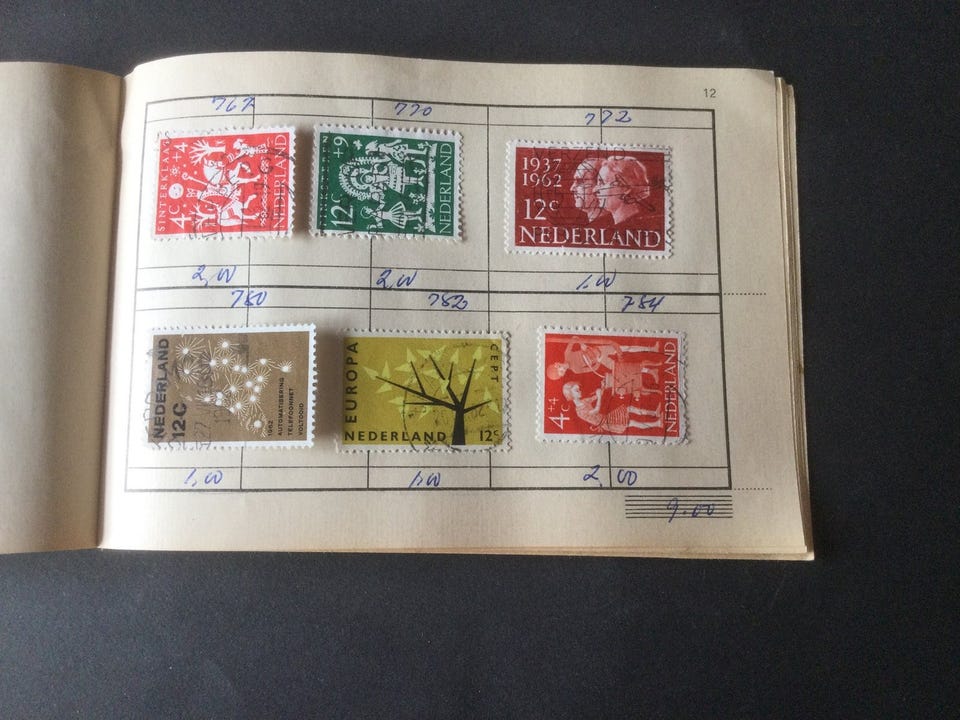 12
767 770 772
SINTERKLAAS
4C +4
NEDERLAND
PINKSTEREN
12C +9
NEDERLAND
1937
1962
12c
NEDERLAND
2,00 2,00 1,00
780 782 784
NEDERLAND
12C
1962
AUTOMATISERING
TELEFOONNET
VOLTOOID
EUROPA
CEPT
NEDERLAND 12c
4+4
c
NEDERLAND
1,00 1,00 2,00
9.00